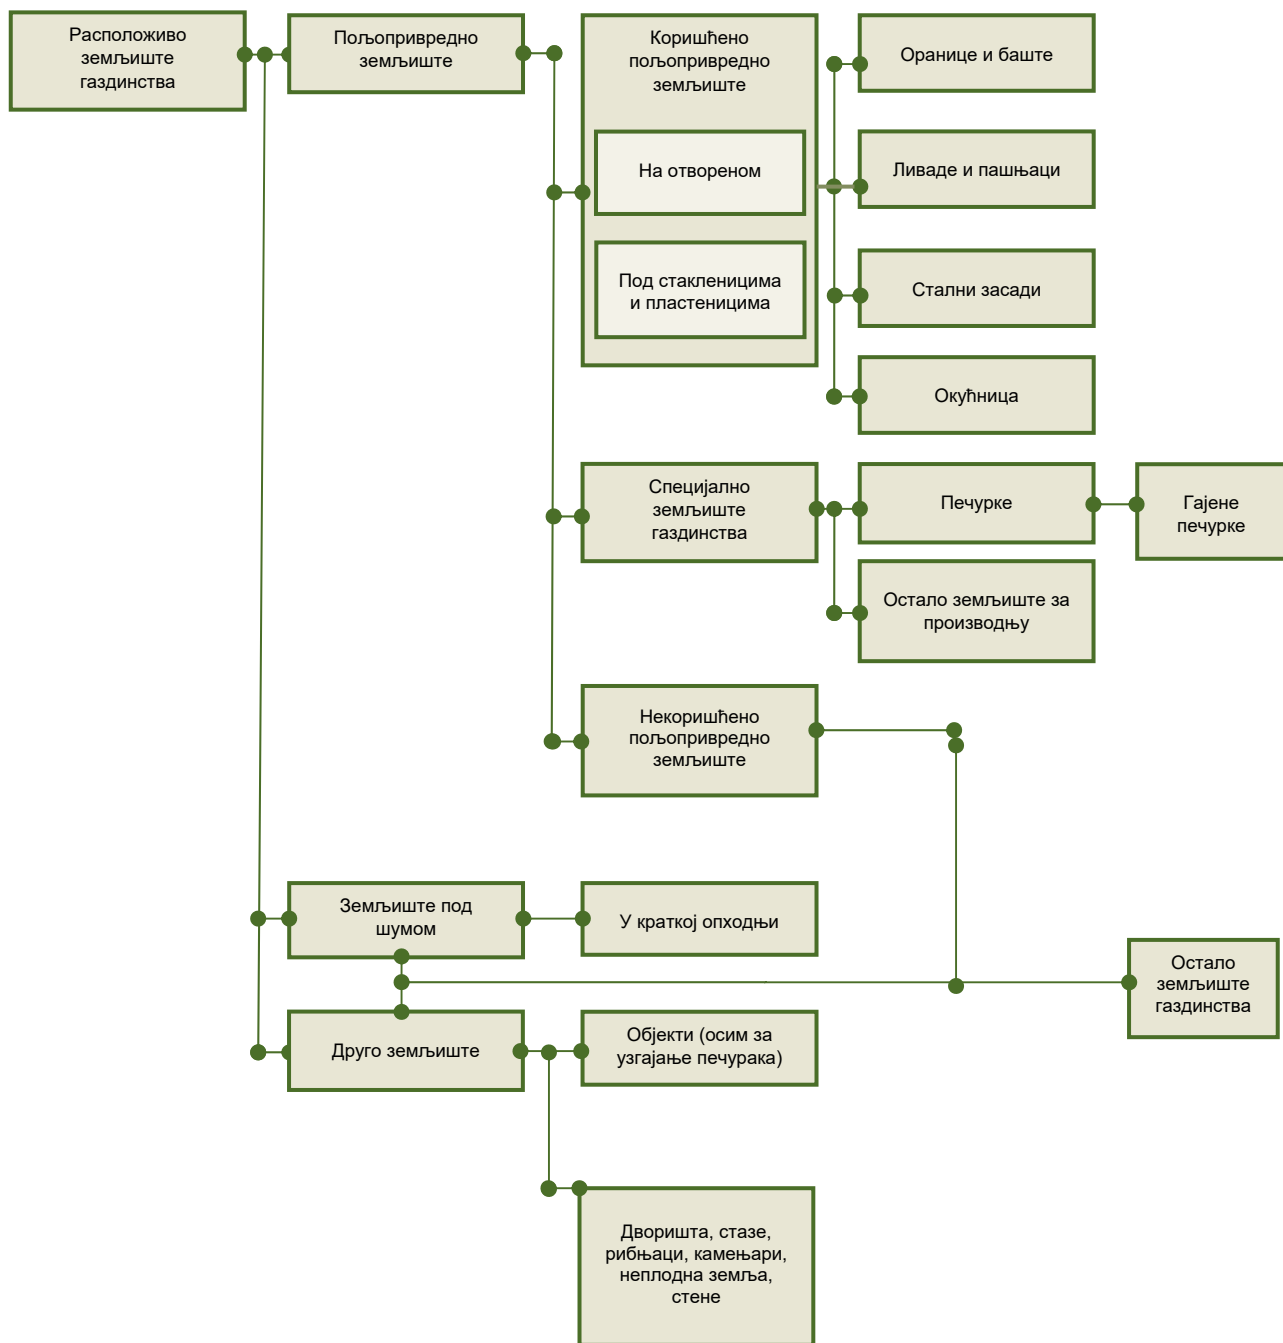 Расположиво
земљиште
газдинства
Пољопривредно
земљиште
Коришћено
пољопривредно
земљиште
На отвореном
Под стакленицима
и пластеницима
Оранице и баште
Ливаде и пашњаци
Стални засади
Окућница
Специјално
земљиште
газдинства
Печурке
Гајене
печурке
Остало земљиште за
производњу
Некоришћено
пољопривредно
земљиште
Земљиште под
шумом
У краткој опходњи
Остало
земљиште
газдинства
Друго земљиште
Објекти (осим за
узгајање печурака)
Дворишта, стазе,
рибњаци, камењари,
неплодна земља,
стене